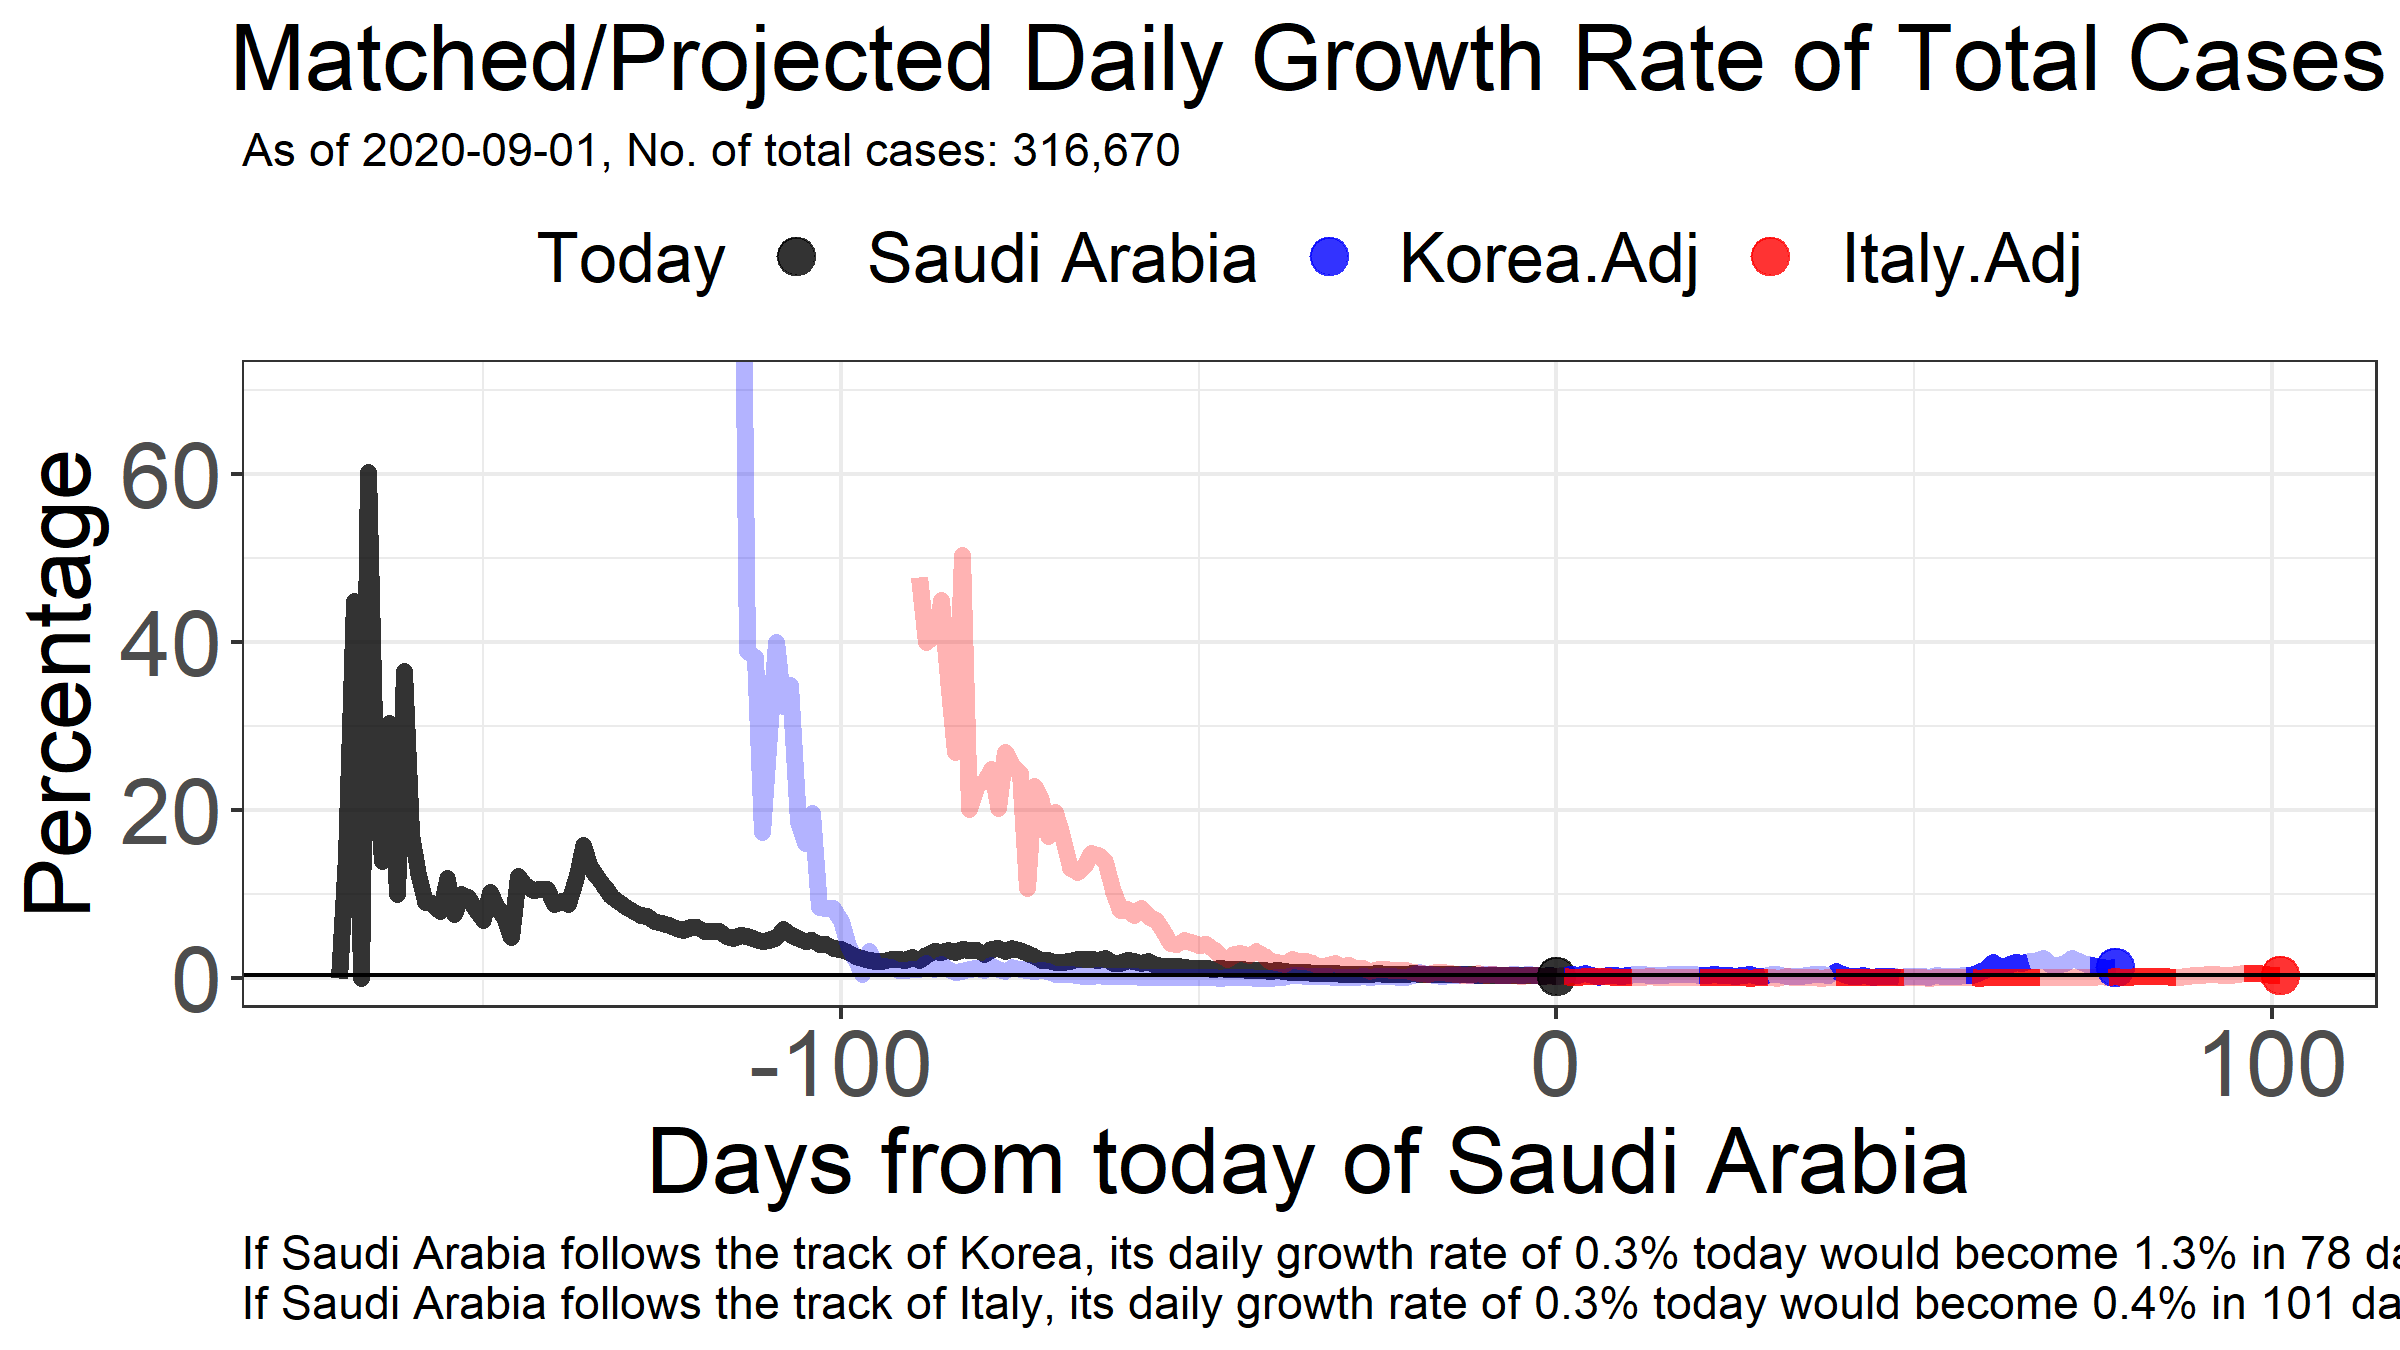 Matched/Projected Daily Growth Rate of Total Cases
As of 2020-09-01, No. of total cases: 316,670
Today Saudi Arabia Korea.Adj Italy.Adj
Percentage
60
40
20
0
-100 0 100
Days from today of Saudi Arabia
If Saudi Arabia follows the track of Korea, its daily growth rate of 0.3% today would become 1.3% in 78 da
If Saudi Arabia follows the track of Italy, its daily growth rate of 0.3% today would become 0.4% in 101 da